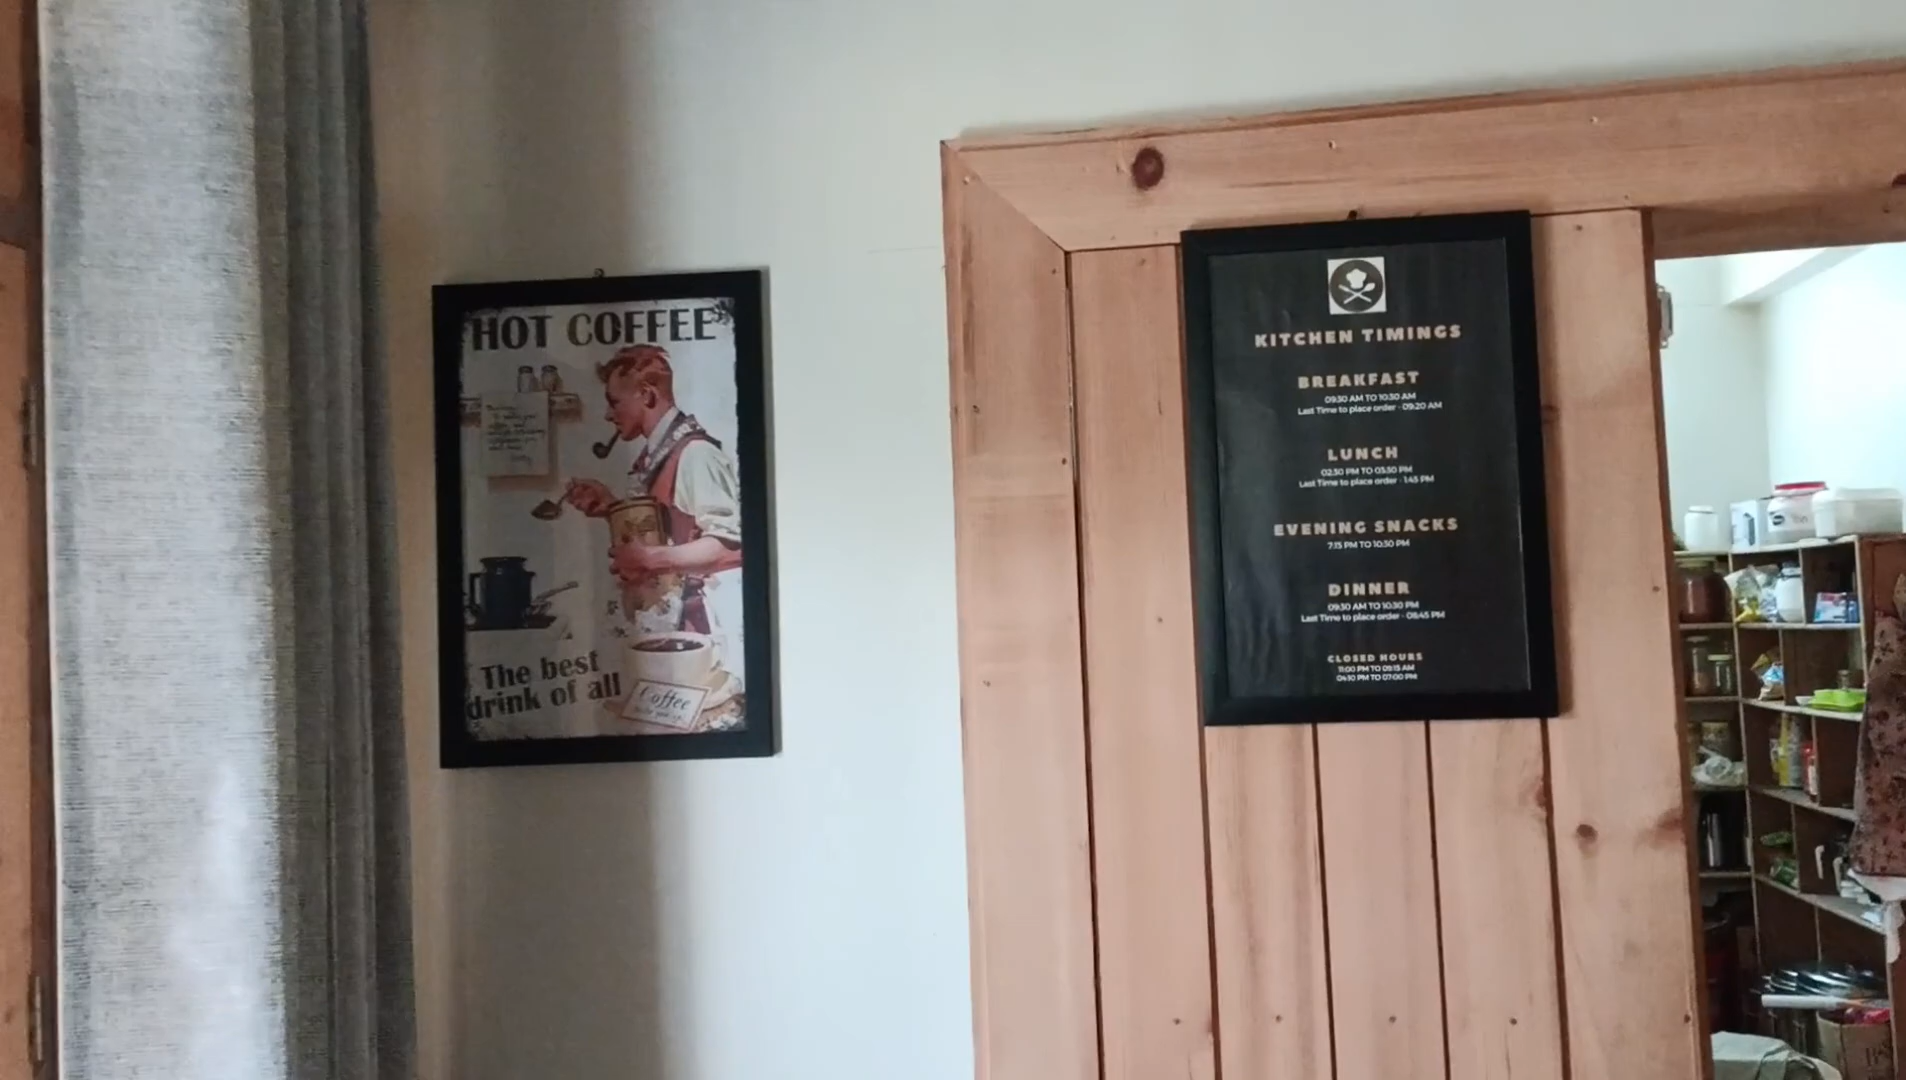 HOT COFFEE
The best
drink of all
Coffee
KITCHEN TIMINGS
BREAKFAST
09:30 AM TO 10:30 AM
Last Time to place order - 09:20 AM
LUNCH
02:30 PM TO 03:30 PM
Last Time to place order - 1:45 PM
EVENING SNACKS
7:15 PM TO 10:30 PM
DINNER
09:30 AM TO 10:30 PM
Last Time to place order - 08:45 PM
CLOSED HOURS
11:00 PM TO 09:15 AM
04:10 PM TO 07:00 PM